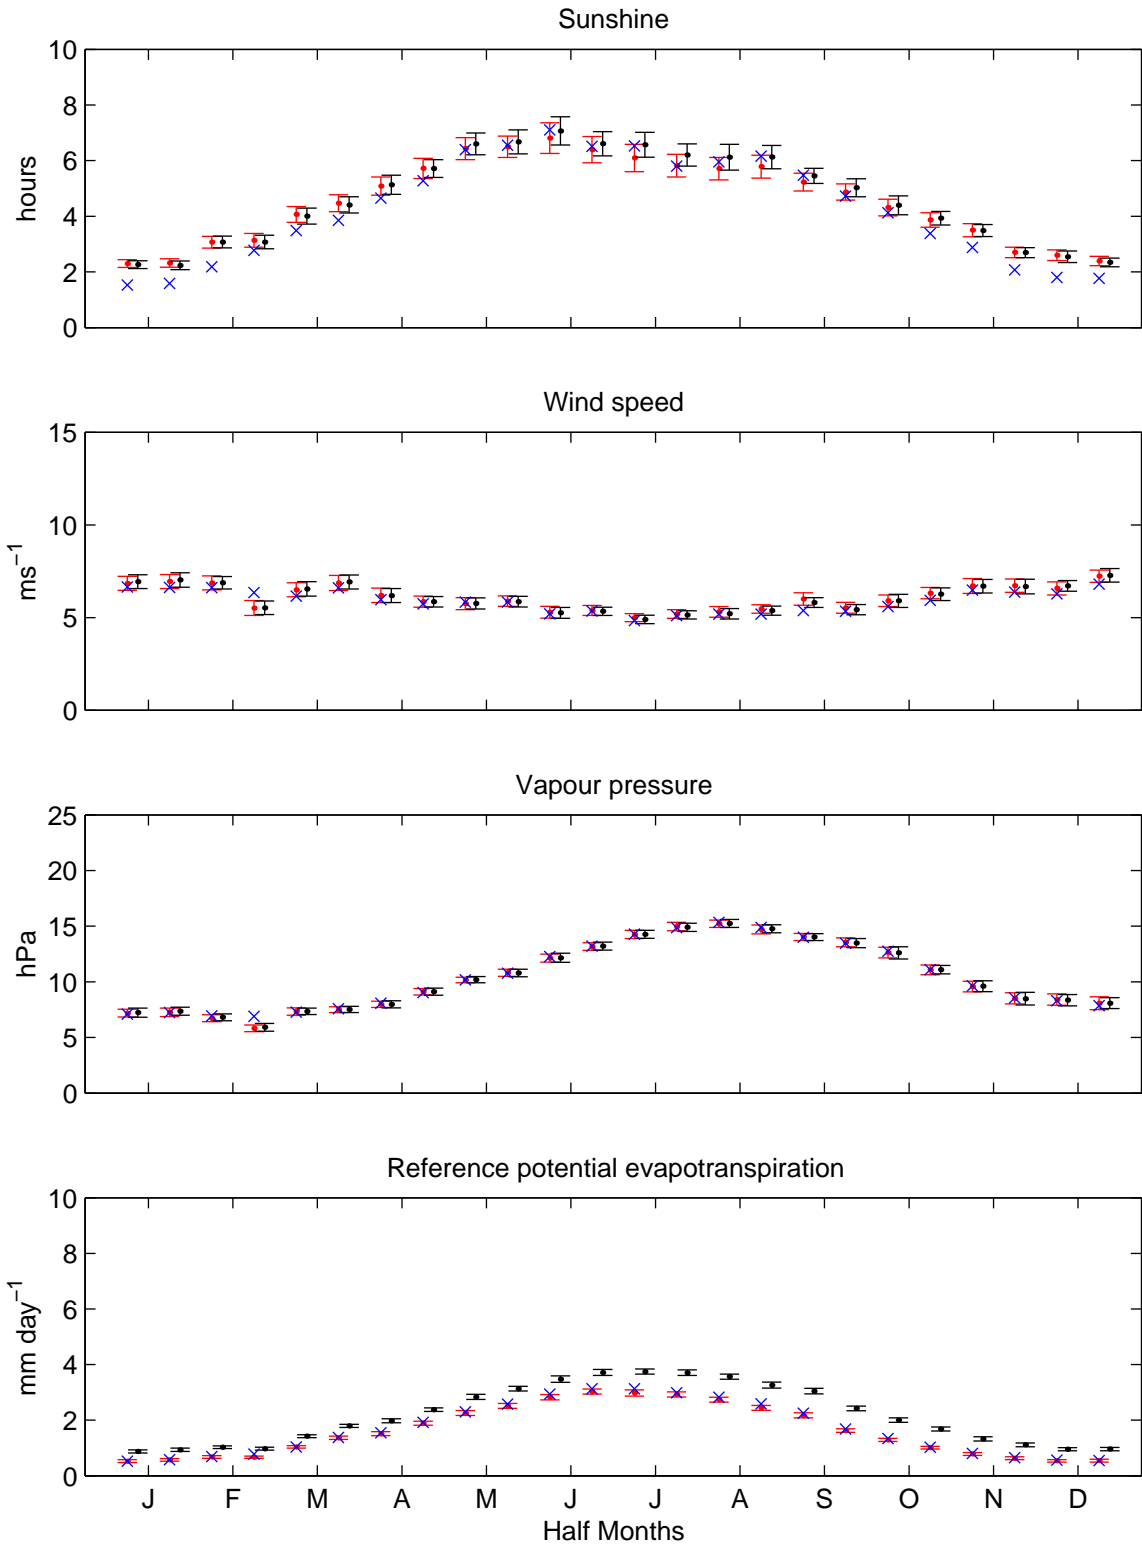 Sunshine
10
8
6
4
2
0
hours
Wind speed
15
10
5
0
ms⁻¹
Vapour pressure
25
20
15
10
5
0
hPa
Reference potential evapotranspiration
10
8
6
4
2
0
mm day⁻¹
J F M A M J J A S O N D
Half Months